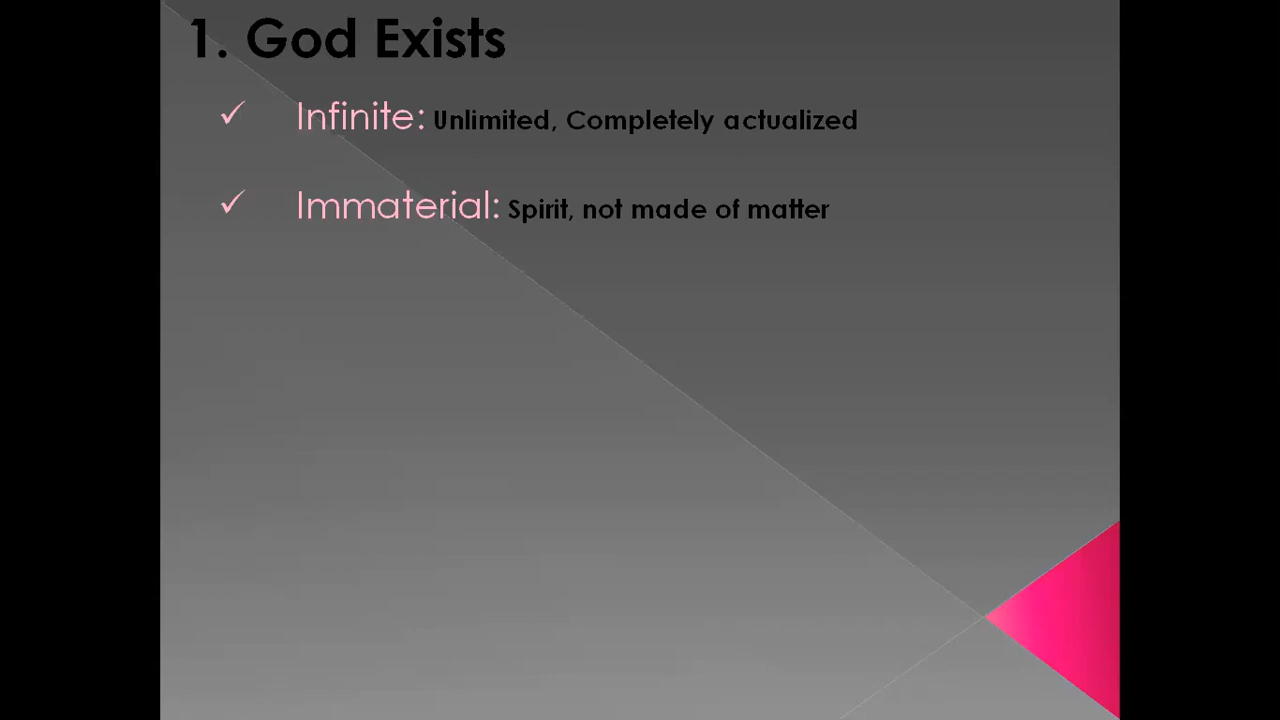 1. God Exists
✓ Infinite: Unlimited, Completely actualized
✓ Immaterial: Spirit, not made of matter